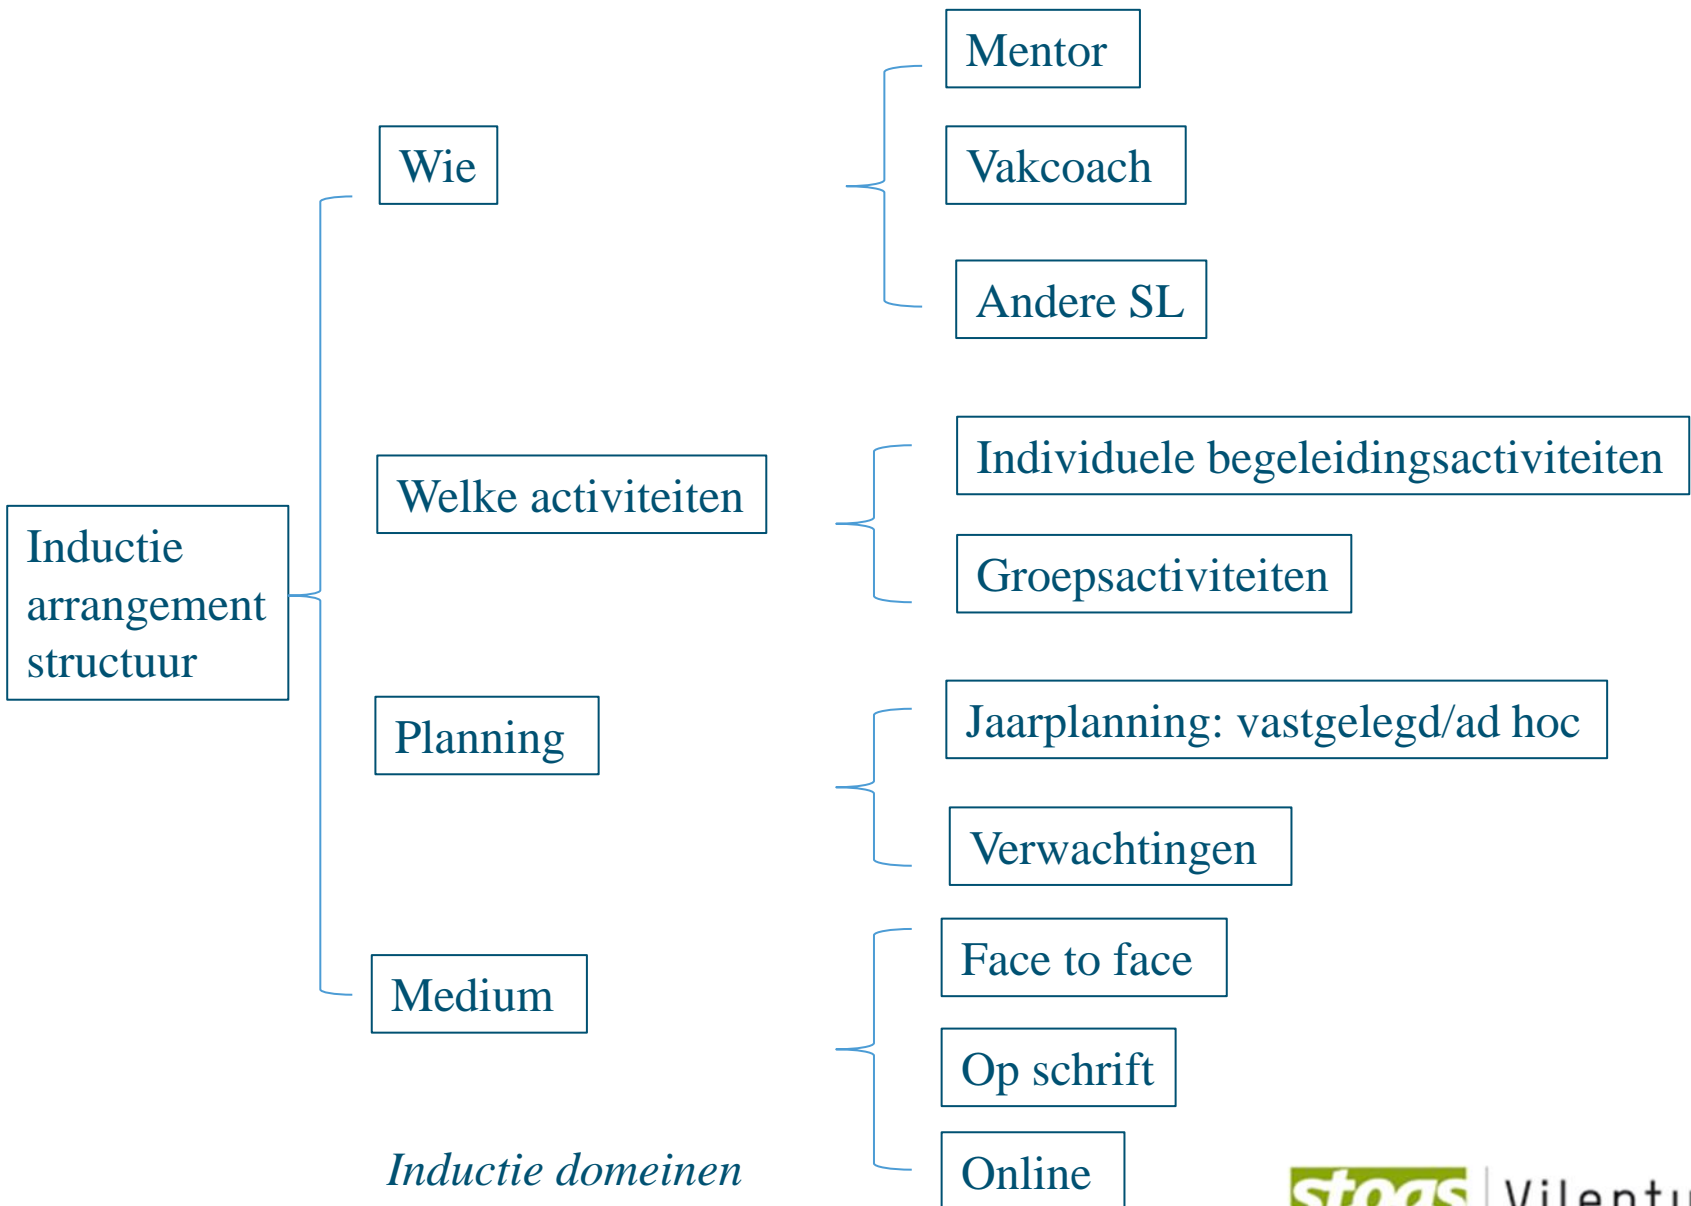 Mentor
Wie
Vakcoach
Andere SL
Individuele begeleidingsactiviteiten
Welke activiteiten
Groepsactiviteiten
Inductie
arrangement
structuur
Jaarplanning: vastgelegd/ad hoc
Planning
Verwachtingen
Face to face
Medium
Op schrift
Inductie domeinen
Online
stoas